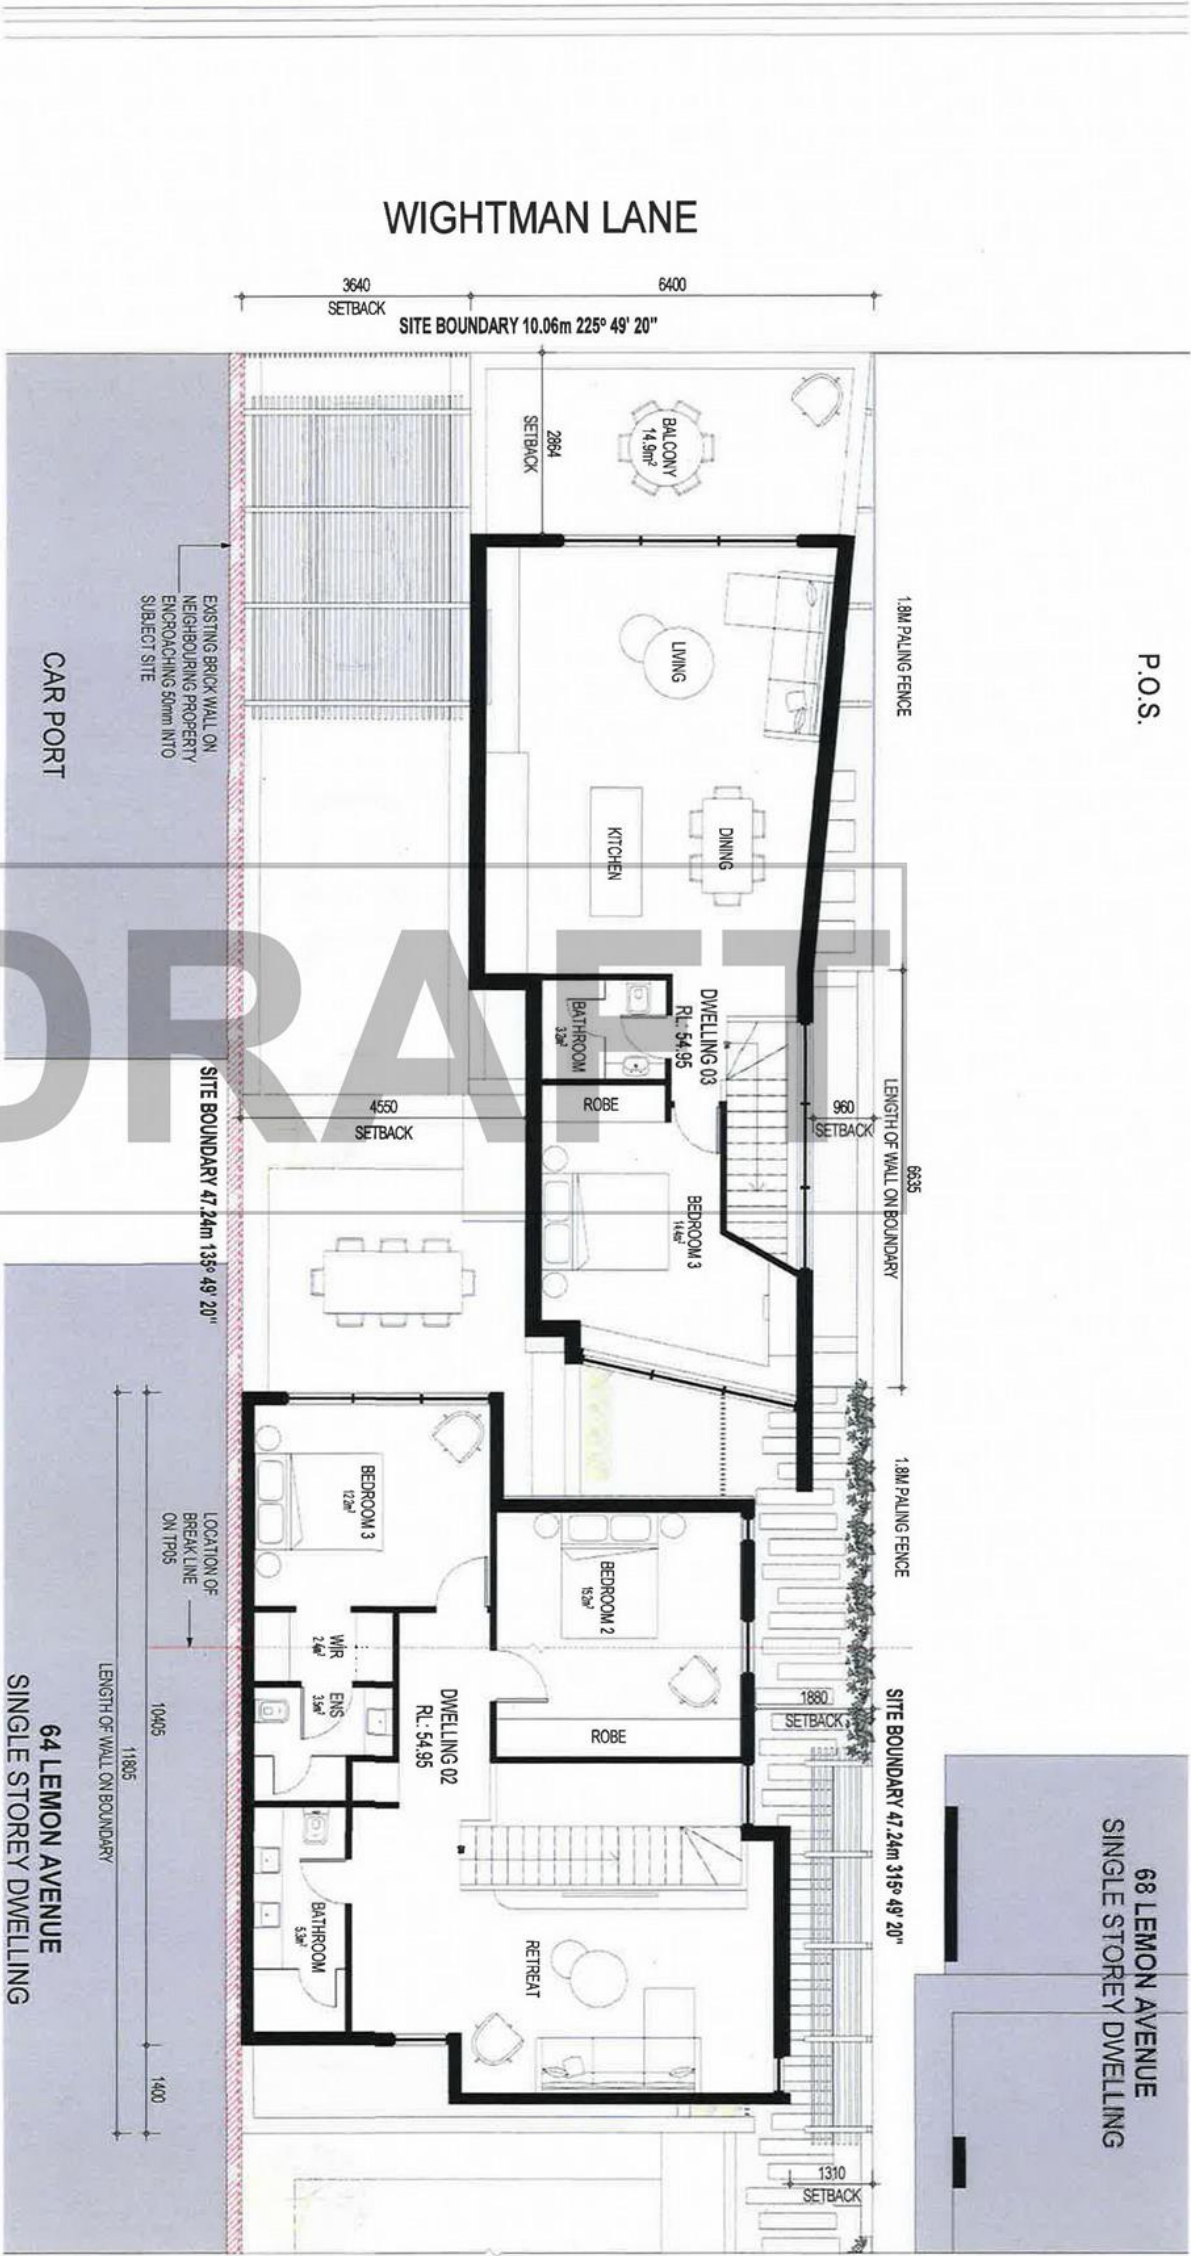 WIGHTMAN LANE
3640
SETBACK
6400
SITE BOUNDARY 10.06m 225º 49' 20"
2864
SETBACK
BALCONY
14.9m²
1.8M PALING FENCE
P.O.S.
LIVING
DINING
KITCHEN
EXISTING BRICK WALL ON
NEIGHBOURING PROPERTY
ENCROACHING 50mm INTO
SUBJECT SITE
CAR PORT
DRAFT
DWELLING 03
RL: 54.95
BATHROOM
ROBE
4550
SETBACK
960
SETBACK
6635
LENGTH OF WALL ON BOUNDARY
BEDROOM 3
14.4m²
SITE BOUNDARY 47.24m 135º 49' 20"
1.8M PALING FENCE
BEDROOM 3
12.2m²
BEDROOM 2
15.2m²
LOCATION OF
BREAK LINE
ON TP05
WIR
2.4m²
ENS
3.5m²
DWELLING 02
RL: 54.95
ROBE
1880
SETBACK
SITE BOUNDARY 47.24m 315º 49' 20"
10405
11805
LENGTH OF WALL ON BOUNDARY
1400
64 LEMON AVENUE
SINGLE STOREY DWELLING
BATHROOM
5.3m²
RETREAT
68 LEMON AVENUE
SINGLE STOREY DWELLING
1310
SETBACK